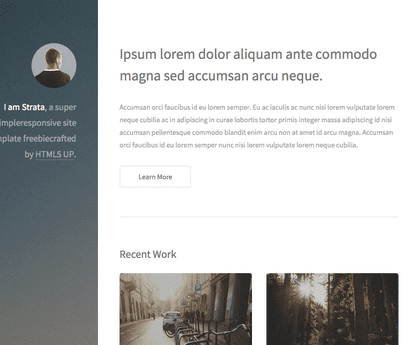 I am Strata, a super
impleresponsive site
mplate freebiecrafted
by HTML5 UP.
Ipsum lorem dolor aliquam ante commodo
magna sed accumsan arcu neque.
Accumsan orci faucibus id eu lorem semper. Eu ac iaculis ac nunc nisi lorem vulputate lorem
neque cubilia ac in adipiscing in curae lobortis tortor primis integer massa adipiscing id nisi
accumsan pellentesque commodo blandit enim arcu non at amet id arcu magna. Accumsan
orci faucibus id eu lorem semper nunc nisi lorem vulputate lorem neque cubilia.
Learn More
Recent Work